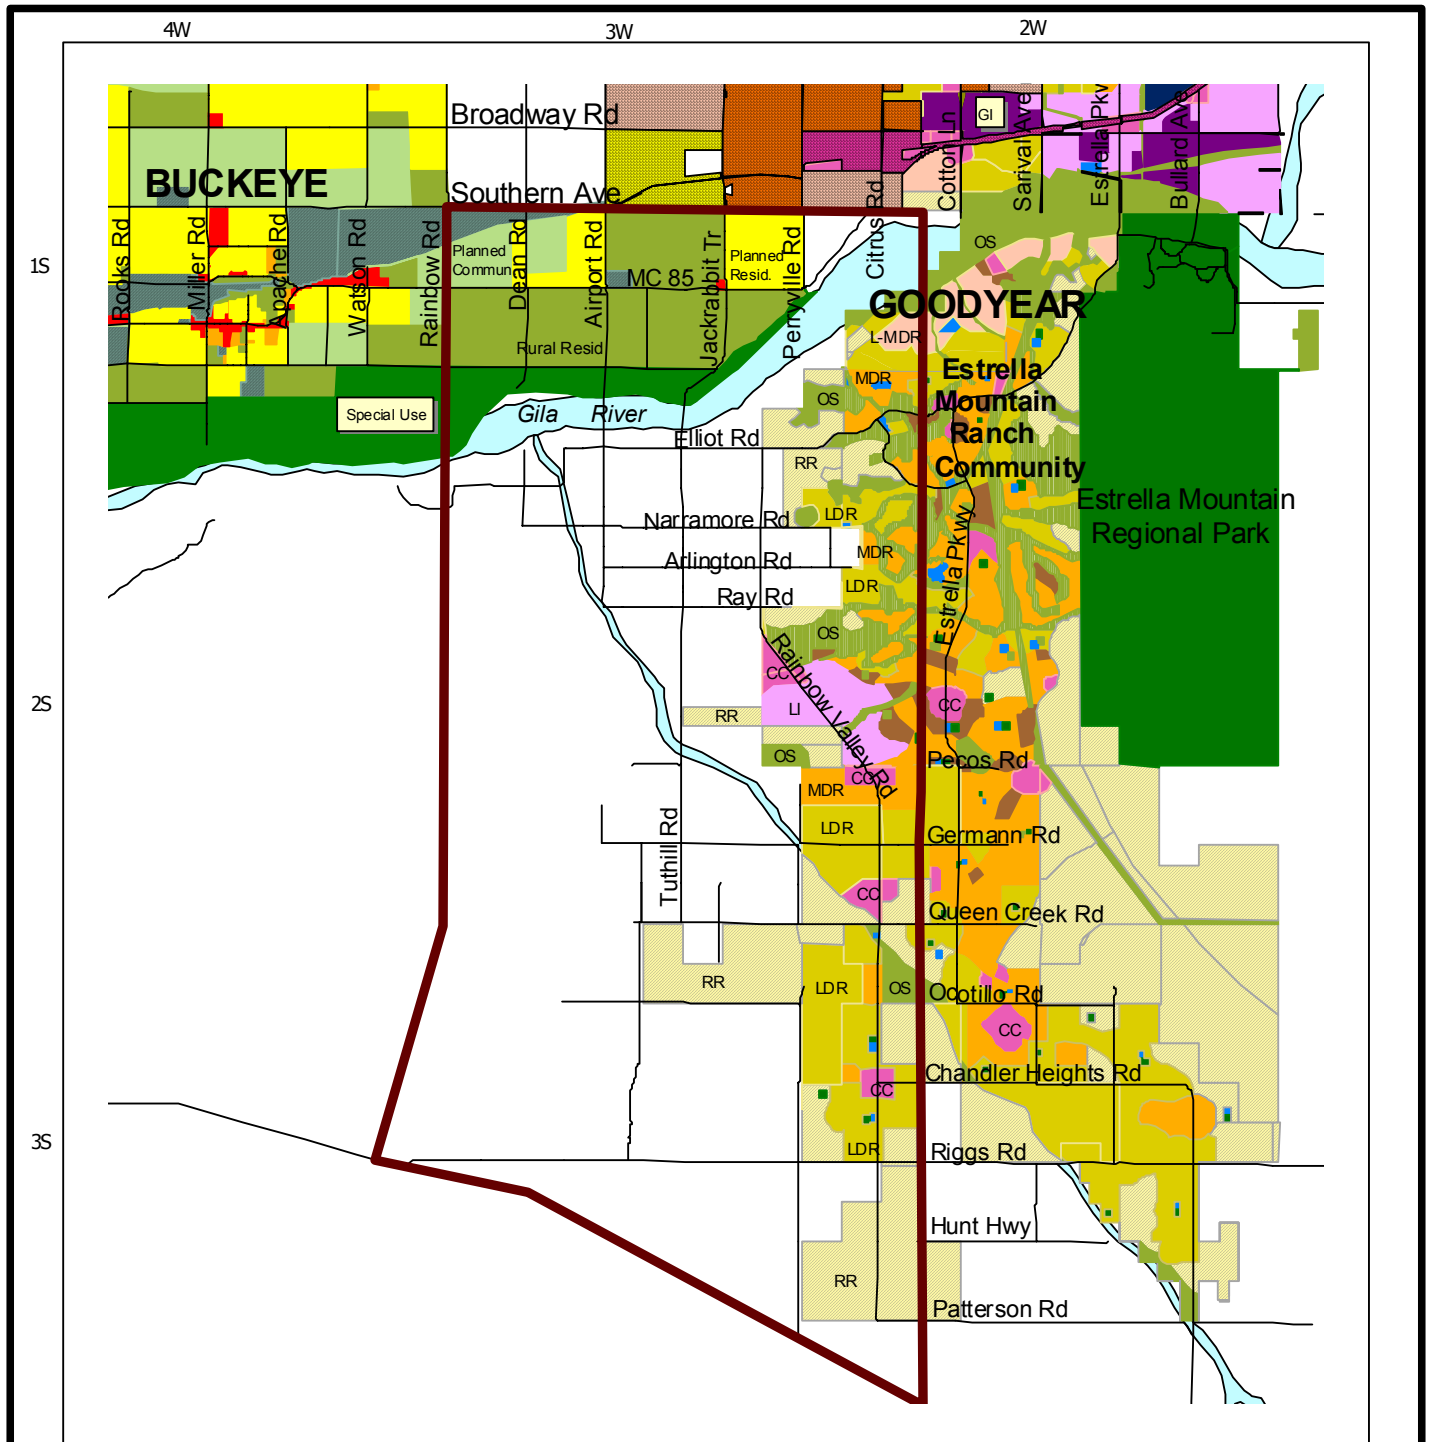 4W
3W
2W
1S
2S
3S
Broadway Rd
Southern Ave
BUCKEYE
Rooks Rd
Miller Rd
Apache Rd
Watson Rd
Rainbow Rd
Dean Rd
Airport Rd
Jackrabbit Tr
Perryville Rd
Citrus Rd
Cotton Ln
Sarival Ave
Estrella Pkw
Bullard Ave
GI
OS
Planned
Commun
Planned
Resid.
MC 85
Rural Resid
GOODYEAR
L-MDR
Estrella
Mountain
Ranch
Community
MDR
OS
Special Use
Gila River
Elliot Rd
RR
Estrella Mountain
Regional Park
LDR
Narramore Rd
MDR
Arlington Rd
LDR
Ray Rd
Estrella Pkwy
OS
Rainbow Valley Rd
CC
LI
CC
RR
OS
Pecos Rd
CC
MDR
Tuthill Rd
LDR
Germann Rd
CC
Queen Creek Rd
RR
LDR
OS
Ocotillo Rd
CC
Chandler Heights Rd
CC
LDR
Riggs Rd
Hunt Hwy
RR
Patterson Rd